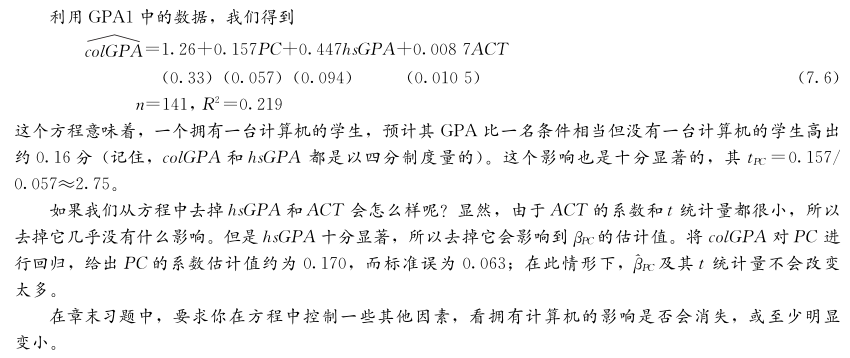 利用 GPA1 中的数据，我们得到
colGPA=1.26+0.157PC+0.447hsGPA+0.008 7ACT
(0.33) (0.057) (0.094) (0.010 5) (7.6)
n=141, R²=0.219
这个方程意味着，一个拥有一台计算机的学生，预计其 GPA 比一名条件相当但没有一台计算机的学生高出
约 0.16 分（记住，colGPA 和 hsGPA 都是以四分制度量的）。这个影响也是十分显著的，其 tPC=0.157/
0.057≈2.75。
如果我们从方程中去掉 hsGPA 和 ACT 会怎么样呢？显然，由于 ACT 的系数和 t 统计量都很小，所以
去掉它几乎没有什么影响。但是 hsGPA 十分显著，所以去掉它会影响到 βPC的估计值。将 colGPA 对 PC 进
行回归，给出 PC 的系数估计值约为 0.170，而标准误为 0.063；在此情形下，β̂PC及其 t 统计量不会改变
太多。
在章末习题中，要求你在方程中控制一些其他因素，看拥有计算机的影响是否会消失，或至少明显
变小。